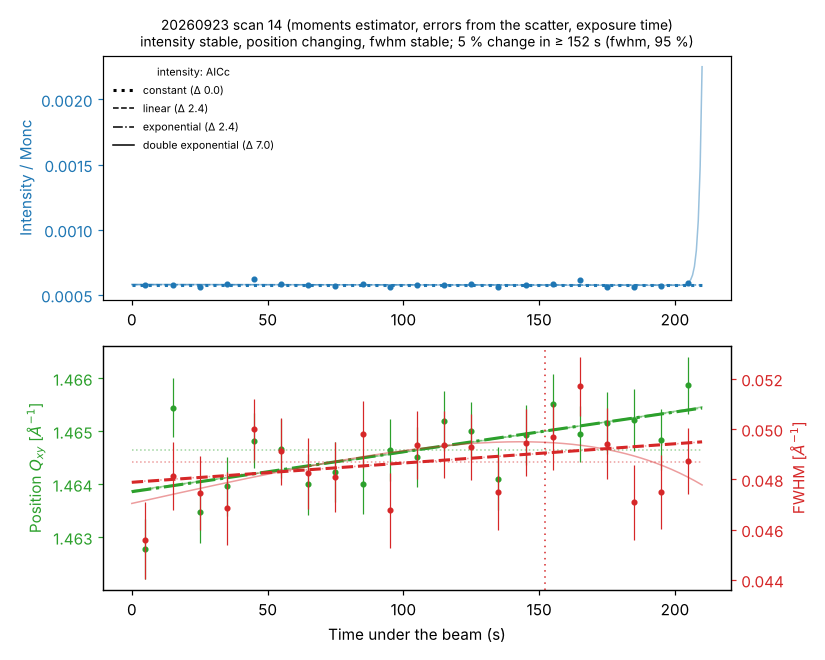 20260923 scan 14 (moments estimator, errors from the scatter, exposure time)
intensity stable, position changing, fwhm stable; 5 % change in ≥ 152 s (fwhm, 95 %)
Intensity / Monc
0.0020
0.0015
0.0010
0.0005
intensity: AICc
constant (Δ 0.0)
linear (Δ 2.4)
exponential (Δ 2.4)
double exponential (Δ 7.0)
0 50 100 150 200
Position Qxy [Å⁻¹]
1.466
1.465
1.464
1.463
0.052
0.050
0.048
0.046
0.044
FWHM [Å⁻¹]
0 50 100 150 200
Time under the beam (s)